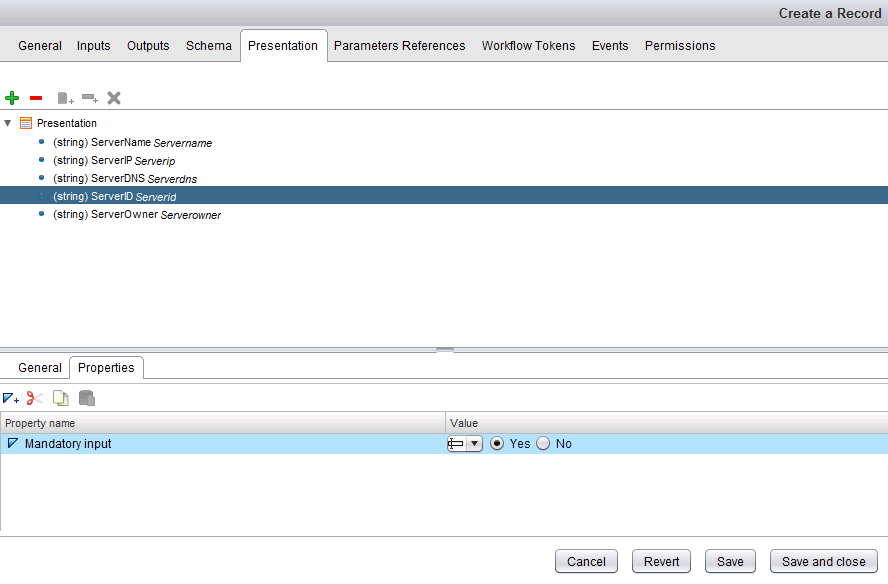 Create a Record
General Inputs Outputs Schema Presentation Parameters References Workflow Tokens Events Permissions
Presentation
(string) ServerName Servername
(string) ServerIP Serverip
(string) ServerDNS Serverdns
(string) ServerID Serverid
(string) ServerOwner Serverowner
General Properties
Property name Value
Mandatory input Yes No
Cancel Revert Save Save and close